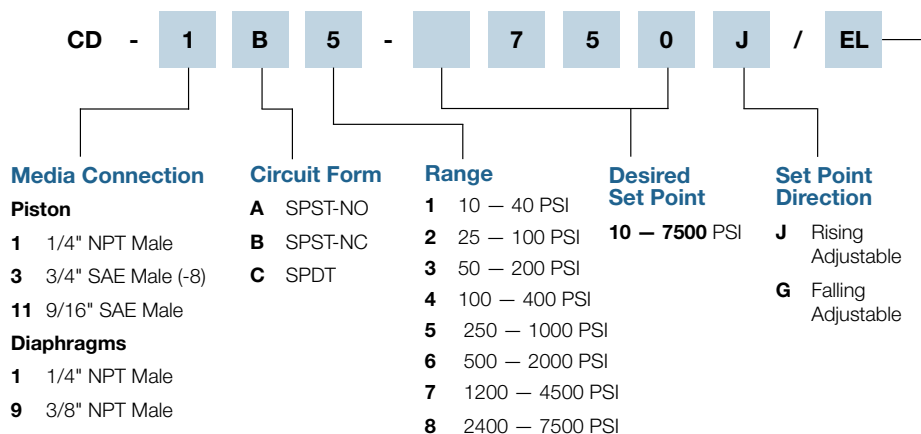 CD - 1 B 5 - 7 5 0 J / EL
Media Connection
Piston
1 1/4" NPT Male
3 3/4" SAE Male (-8)
11 9/16" SAE Male
Diaphragms
1 1/4" NPT Male
9 3/8" NPT Male
Circuit Form
A SPST-NO
B SPST-NC
C SPDT
Range
1 10 — 40 PSI
2 25 — 100 PSI
3 50 — 200 PSI
4 100 — 400 PSI
5 250 — 1000 PSI
6 500 — 2000 PSI
7 1200 — 4500 PSI
8 2400 — 7500 PSI
Desired
Set Point
10 — 7500 PSI
Set Point
Direction
J Rising
Adjustable
G Falling
Adjustable